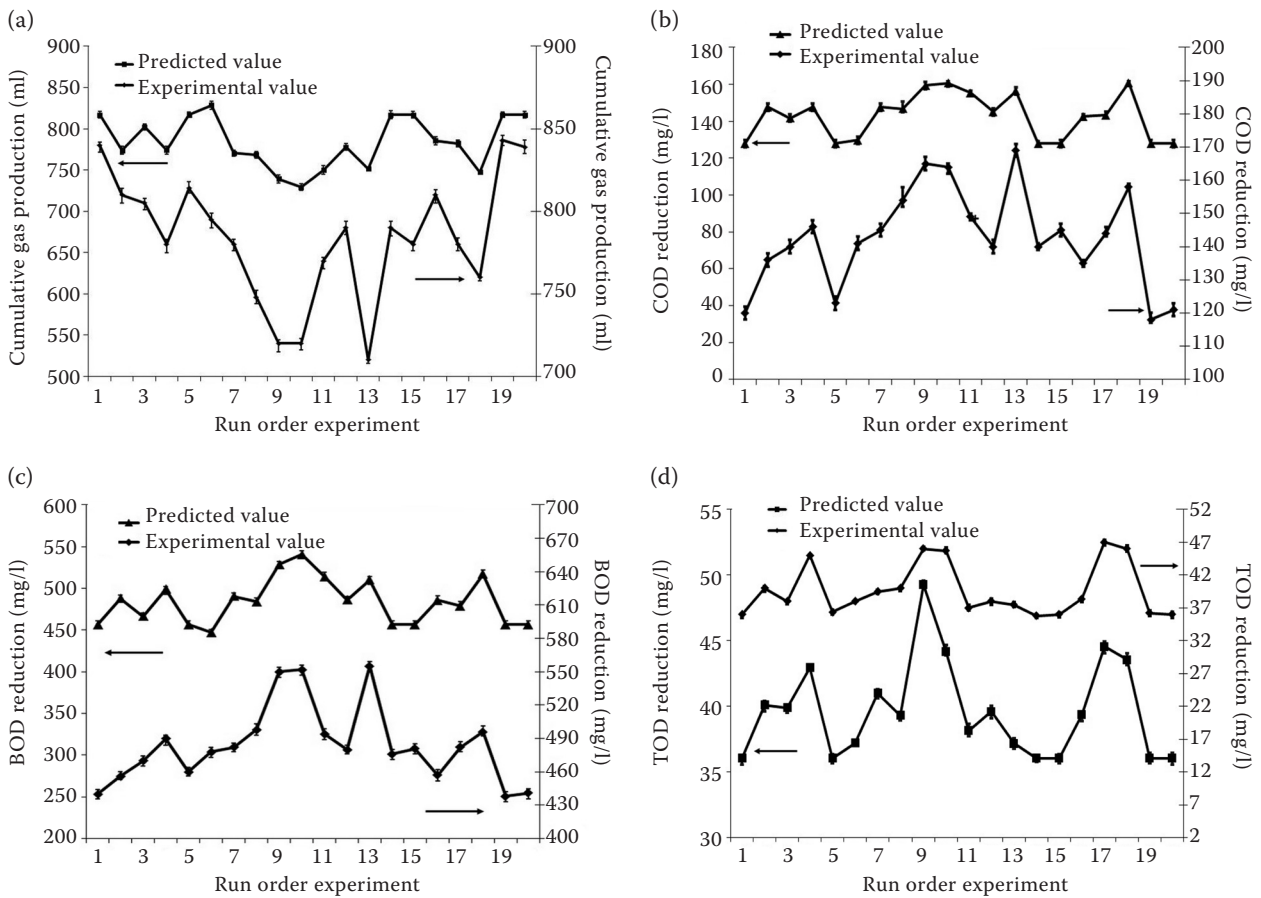 (a)
Cumulative gas production (ml)
900
850
800
750
700
650
600
550
500
Predicted value
Experimental value
900
850
800
750
700
Cumulative gas production
(ml)
1 3 5 7 9 11 13 15 17 19
Run order experiment
(b)
COD reduction (mg/l)
180
160
140
120
100
80
60
40
20
0
Predicted value
Experimental value
200
190
180
170
160
150
140
130
120
110
100
COD reduction
(mg/l)
1 3 5 7 9 11 13 15 17 19
Run order experiment
(c)
BOD reduction (mg/l)
600
550
500
450
400
350
300
250
200
Predicted value
Experimental value
700
670
640
610
580
550
520
490
460
430
400
BOD reduction
(mg/l)
1 3 5 7 9 11 13 15 17 19
Run order experiment
(d)
TOD reduction (mg/l)
55
50
45
40
35
30
Predicted value
Experimental value
52
47
42
37
32
27
22
17
12
7
2
TOD reduction
(mg/l)
1 3 5 7 9 11 13 15 17 19
Run order experiment